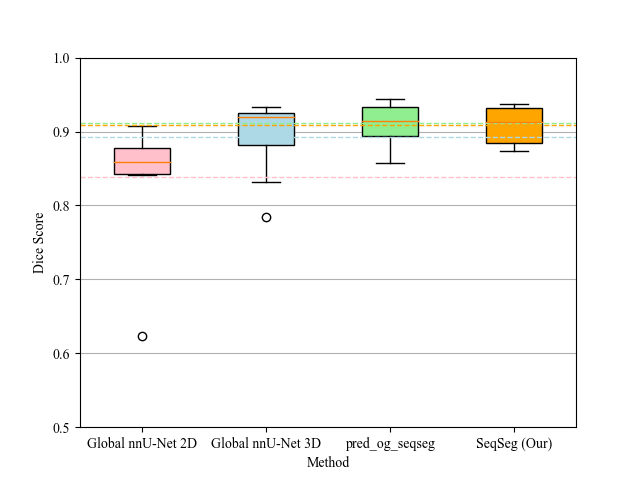 1.0
0.9
0.8
0.7
0.6
0.5
Dice Score
Global nnU-Net 2D
Global nnU-Net 3D
pred_og_seqseg
SeqSeg (Our)
Method